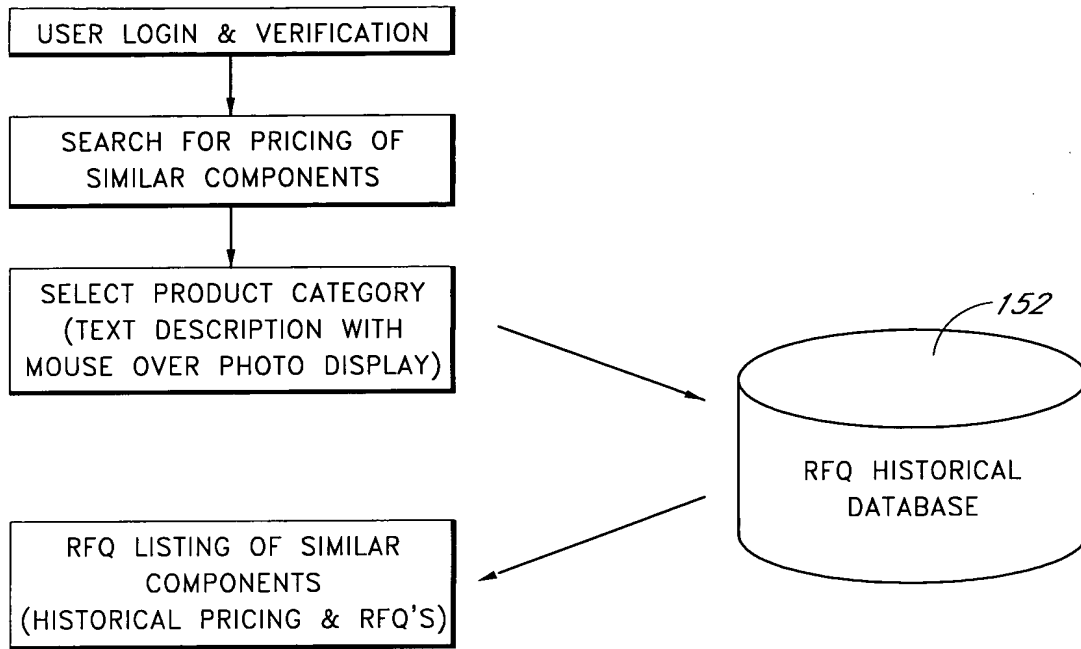 USER LOGIN & VERIFICATION
SEARCH FOR PRICING OF
SIMILAR COMPONENTS
SELECT PRODUCT CATEGORY
(TEXT DESCRIPTION WITH
MOUSE OVER PHOTO DISPLAY)
152
RFQ HISTORICAL
DATABASE
RFQ LISTING OF SIMILAR
COMPONENTS
(HISTORICAL PRICING & RFQ'S)